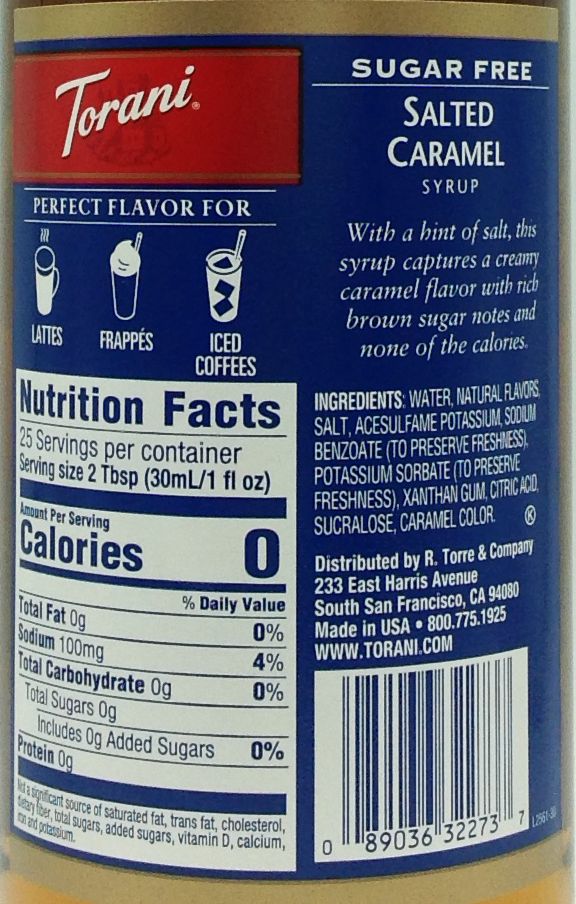 Torani®
PERFECT FLAVOR FOR
LATTES
FRAPPÉS
ICED
COFFEES
Nutrition Facts
25 Servings per container
Serving size 2 Tbsp (30mL/1 fl oz)
Amount Per Serving
Calories 0
% Daily Value
Total Fat 0g 0%
Sodium 100mg 4%
Total Carbohydrate 0g 0%
Total Sugars 0g
Includes 0g Added Sugars 0%
Protein 0g
Not a significant source of saturated fat, trans fat, cholesterol,
dietary fiber, total sugars, added sugars, vitamin D, calcium,
iron and potassium.
SUGAR FREE
SALTED
CARAMEL
SYRUP
With a hint of salt, this
syrup captures a creamy
caramel flavor with rich
brown sugar notes and
none of the calories.
INGREDIENTS: WATER, NATURAL FLAVORS,
SALT, ACESULFAME POTASSIUM, SODIUM
BENZOATE (TO PRESERVE FRESHNESS),
POTASSIUM SORBATE (TO PRESERVE
FRESHNESS), XANTHAN GUM, CITRIC ACID,
SUCRALOSE, CARAMEL COLOR. Ⓚ
Distributed by R. Torre & Company
233 East Harris Avenue
South San Francisco, CA 94080
Made in USA • 800.775.1925
WWW.TORANI.COM
0 89036 32273 7